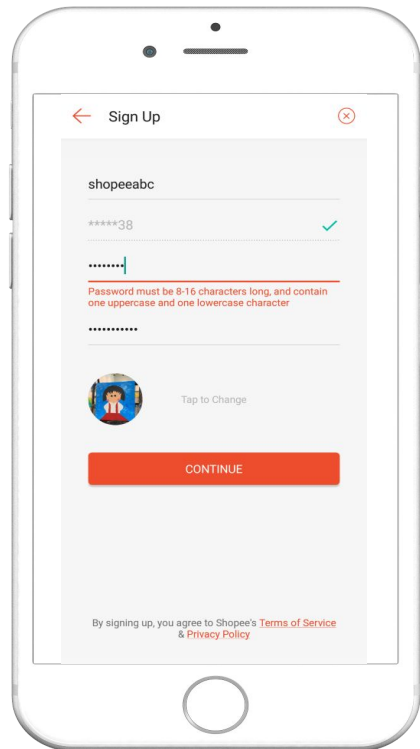 Sign Up
shopeeabc
*****38
••••••••
Password must be 8-16 characters long, and contain
one uppercase and one lowercase character
•••••••••••
Tap to Change
CONTINUE
By signing up, you agree to Shopee's Terms of Service
& Privacy Policy